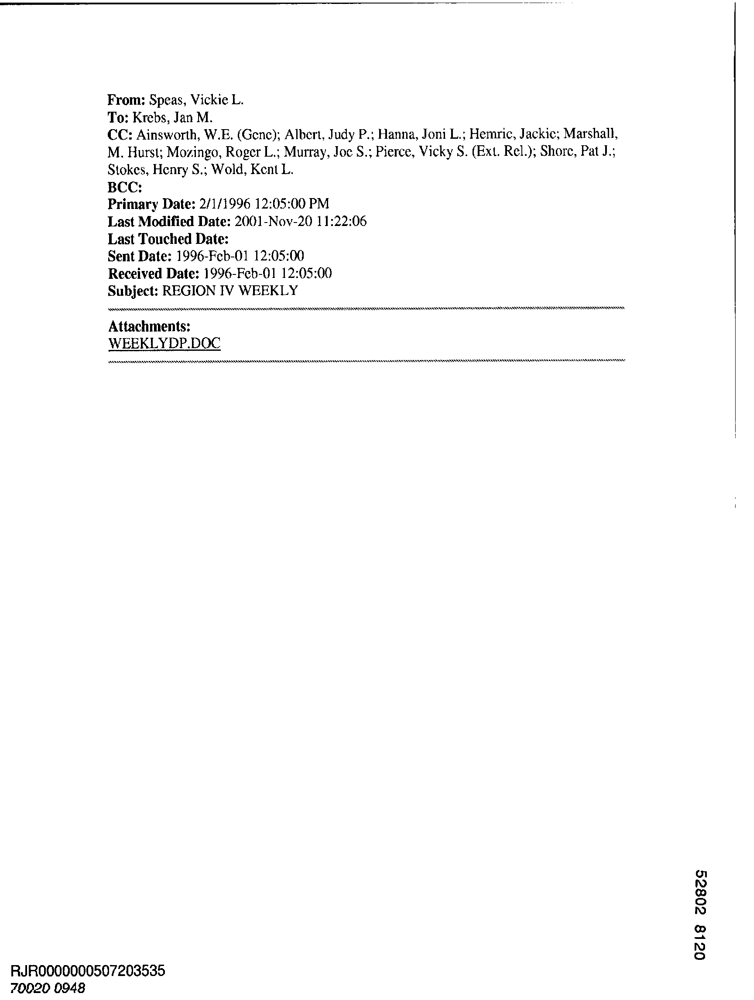 From: Speas, Vickie L.
To: Krebs, Jan M.
CC: Ainsworth, W.E. (Gene); Albert, Judy P.; Hanna, Joni L.; Hemric, Jackie; Marshall,
M. Hurst; Mozingo, Roger L.; Murray, Joe S.; Pierce, Vicky S. (Ext. Rel.); Shore, Pat J.;
Stokes, Henry S.; Wold, Kent L.
BCC:
Primary Date: 2/1/1996 12:05:00 PM
Last Modified Date: 2001-Nov-20 11:22:06
Last Touched Date:
Sent Date: 1996-Feb-01 12:05:00
Received Date: 1996-Feb-01 12:05:00
Subject: REGION IV WEEKLY
Attachments:
WEEKLYDP.DOC
52802 8120
RJR0000000507203535
70020 0948